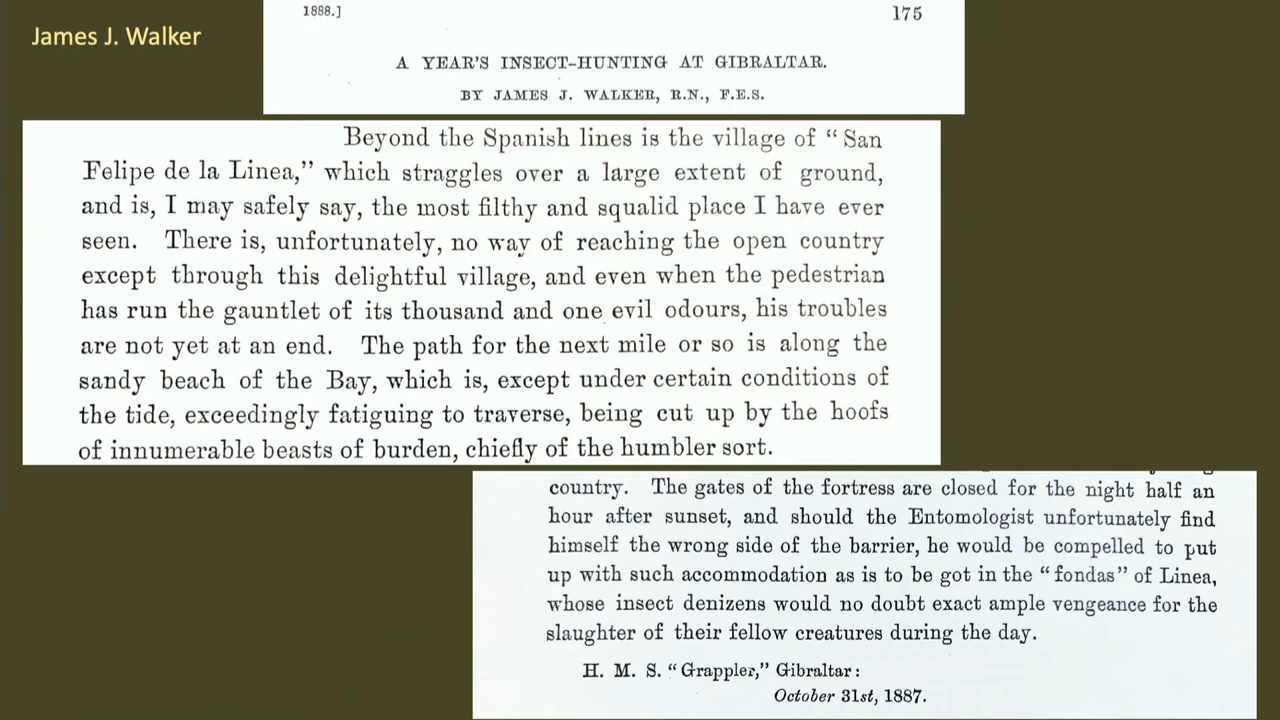 James J. Walker
1888.]
175
A YEAR'S INSECT-HUNTING AT GIBRALTAR.
BY JAMES J. WALKER, R.N., F.E.S.
Beyond the Spanish lines is the village of “San
Felipe de la Linea,” which straggles over a large extent of ground,
and is, I may safely say, the most filthy and squalid place I have ever
seen. There is, unfortunately, no way of reaching the open country
except through this delightful village, and even when the pedestrian
has run the gauntlet of its thousand and one evil odours, his troubles
are not yet at an end. The path for the next mile or so is along the
sandy beach of the Bay, which is, except under certain conditions of
the tide, exceedingly fatiguing to traverse, being cut up by the hoofs
of innumerable beasts of burden, chiefly of the humbler sort.
country. The gates of the fortress are closed for the night half an
hour after sunset, and should the Entomologist unfortunately find
himself the wrong side of the barrier, he would be compelled to put
up with such accommodation as is to be got in the “fondas” of Linea,
whose insect denizens would no doubt exact ample vengeance for the
slaughter of their fellow creatures during the day.
H. M. S. “Grappler,” Gibraltar:
October 31st, 1887.